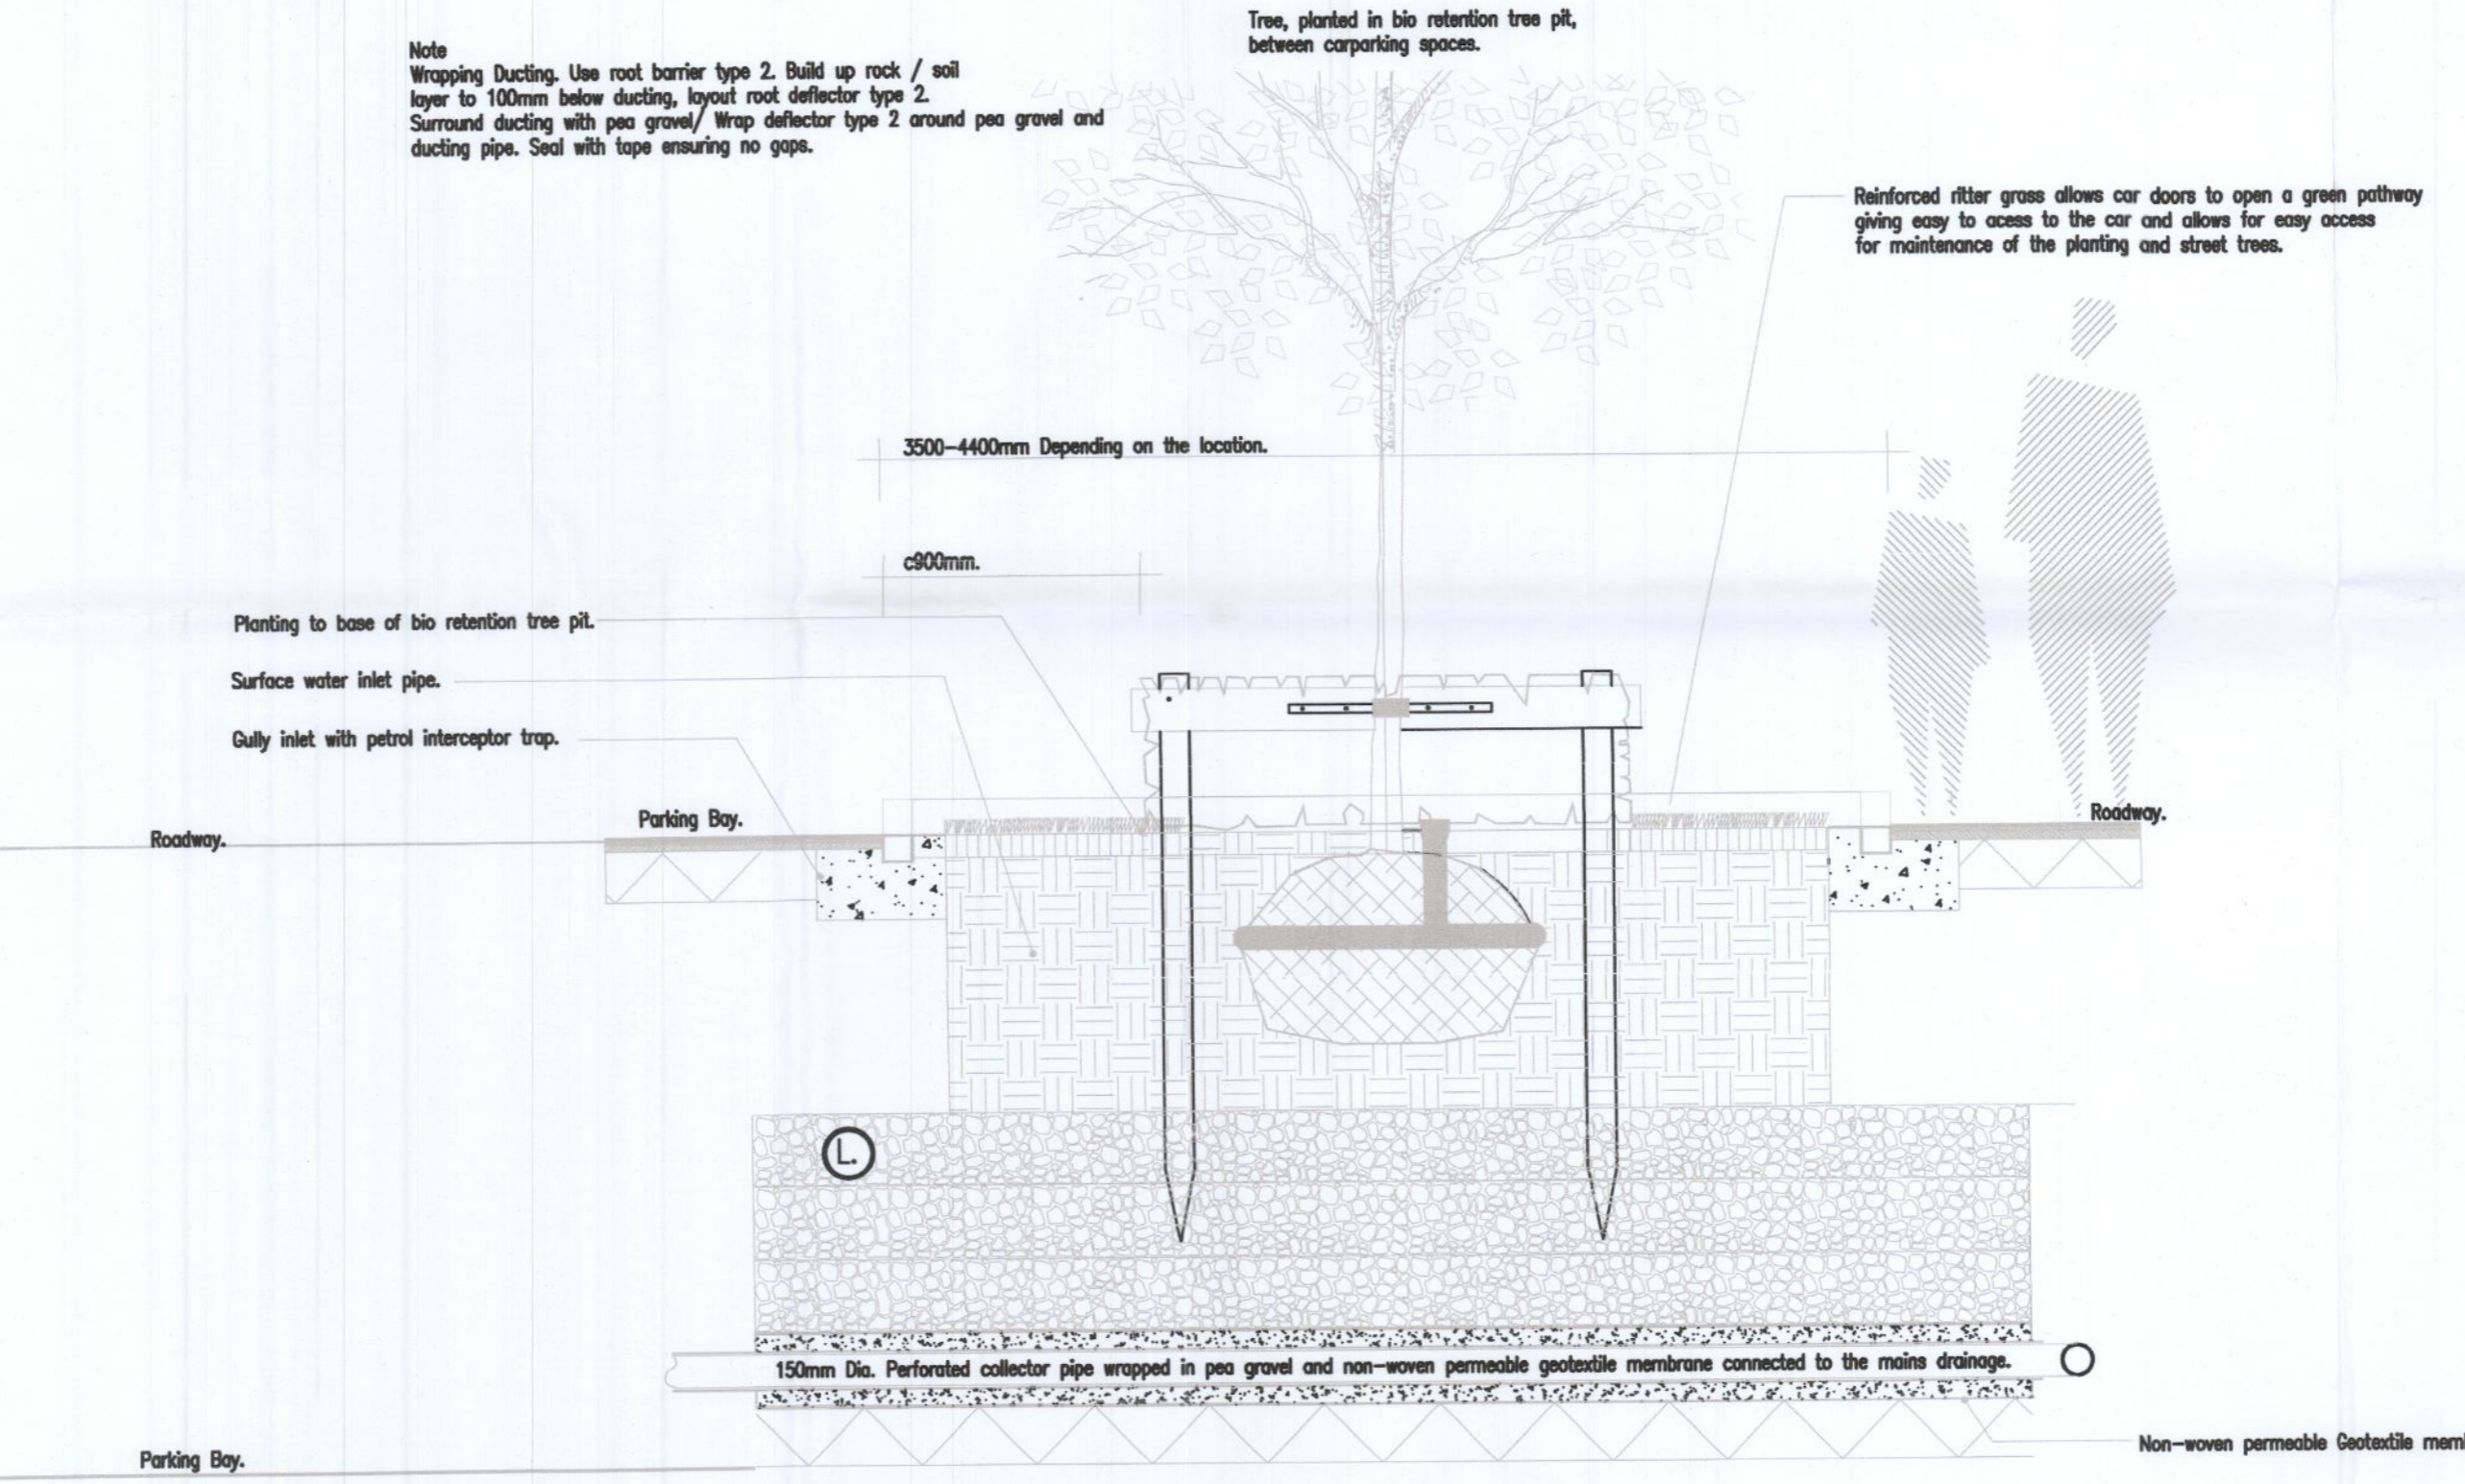 Tree, planted in bio retention tree pit,
between carparking spaces.
Note
Wrapping Ducting. Use root barrier type 2. Build up rock / soil
layer to 100mm below ducting, layout root deflector type 2.
Surround ducting with pea gravel/ Wrap deflector type 2 around pea gravel and
ducting pipe. Seal with tape ensuring no gaps.
Reinforced ritter grass allows car doors to open a green pathway
giving easy to acess to the car and allows for easy access
for maintenance of the planting and street trees.
3500-4400mm Depending on the location.
c900mm.
Planting to base of bio retention tree pit.
Surface water inlet pipe.
Gully inlet with petrol interceptor trap.
Parking Bay.
Roadway.
Roadway.
L.
150mm Dia. Perforated collector pipe wrapped in pea gravel and non-woven permeable geotextile membrane connected to the mains drainage.
Non-woven permeable Geotextile mem
Parking Bay.